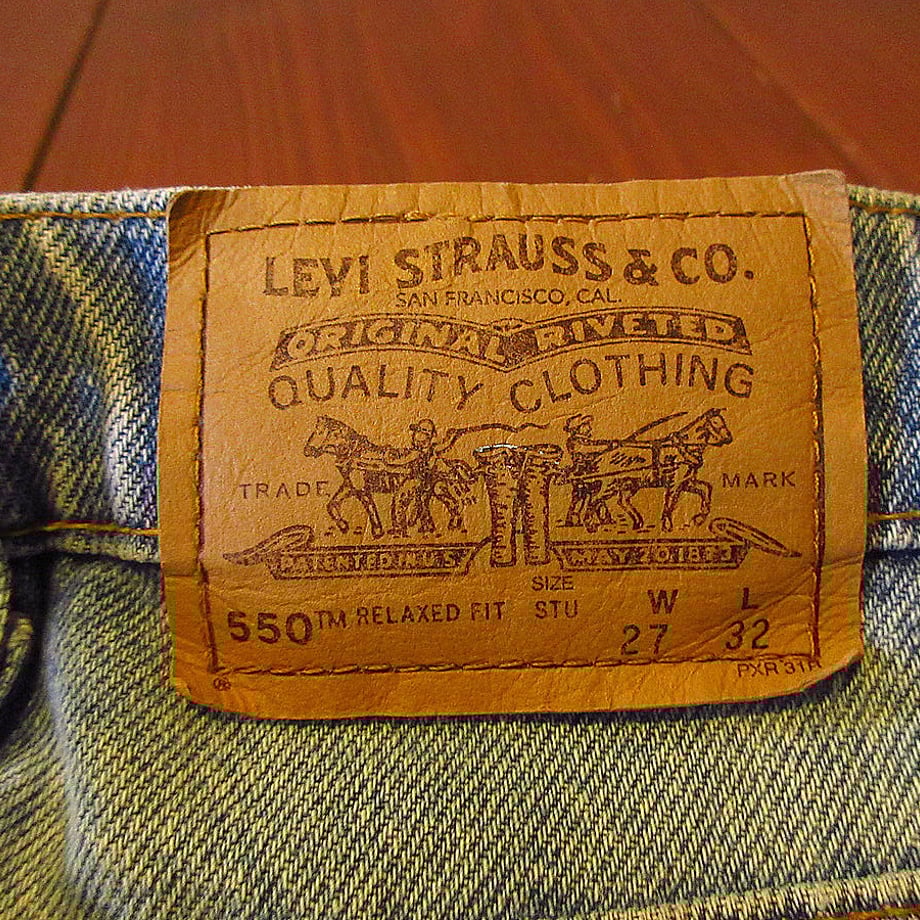 LEVI STRAUSS & CO.
SAN FRANCISCO, CAL.
ORIGINAL RIVETED
QUALITY CLOTHING
TRADE MARK
PATENTED IN U.S. MAY 20 1873
SIZE
550™ RELAXED FIT STU W L
27 32
PXR 31R
®